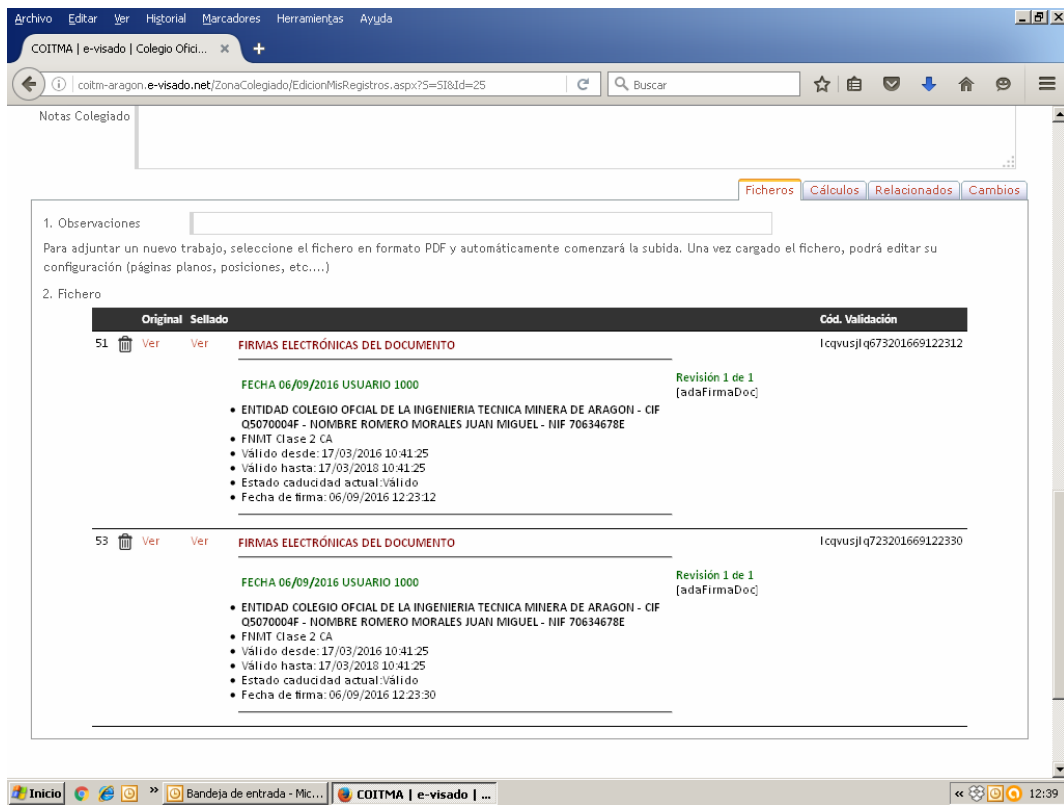 Archivo Editar Ver Historial Marcadores Herramientas Ayuda
COITMA | e-visado | Colegio Ofici...
coitm-aragon.e-visado.net/ZonaColegiado/EdicionMisRegistros.aspx?S=SI&Id=25
Buscar
Notas Colegiado
Ficheros Cálculos Relacionados Cambios
1. Observaciones
Para adjuntar un nuevo trabajo, seleccione el fichero en formato PDF y automáticamente comenzará la subida. Una vez cargado el fichero, podrá editar su
configuración (páginas planos, posiciones, etc....)
2. Fichero
Original Sellado Cód. Validación
51 Ver Ver FIRMAS ELECTRÓNICAS DEL DOCUMENTO lcqvusjlq673201669122312
FECHA 06/09/2016 USUARIO 1000 Revisión 1 de 1
[adaFirmaDoc]
• ENTIDAD COLEGIO OFCIAL DE LA INGENIERIA TECNICA MINERA DE ARAGON - CIF
Q5070004F - NOMBRE ROMERO MORALES JUAN MIGUEL - NIF 70634678E
• FNMT Clase 2 CA
• Válido desde: 17/03/2016 10:41:25
• Válido hasta: 17/03/2018 10:41:25
• Estado caducidad actual:Válido
• Fecha de firma: 06/09/2016 12:23:12
53 Ver Ver FIRMAS ELECTRÓNICAS DEL DOCUMENTO lcqvusjlq723201669122330
FECHA 06/09/2016 USUARIO 1000 Revisión 1 de 1
[adaFirmaDoc]
• ENTIDAD COLEGIO OFCIAL DE LA INGENIERIA TECNICA MINERA DE ARAGON - CIF
Q5070004F - NOMBRE ROMERO MORALES JUAN MIGUEL - NIF 70634678E
• FNMT Clase 2 CA
• Válido desde: 17/03/2016 10:41:25
• Válido hasta: 17/03/2018 10:41:25
• Estado caducidad actual:Válido
• Fecha de firma: 06/09/2016 12:23:30
Inicio » Bandeja de entrada - Mic... COITMA | e-visado | ... « 12:39